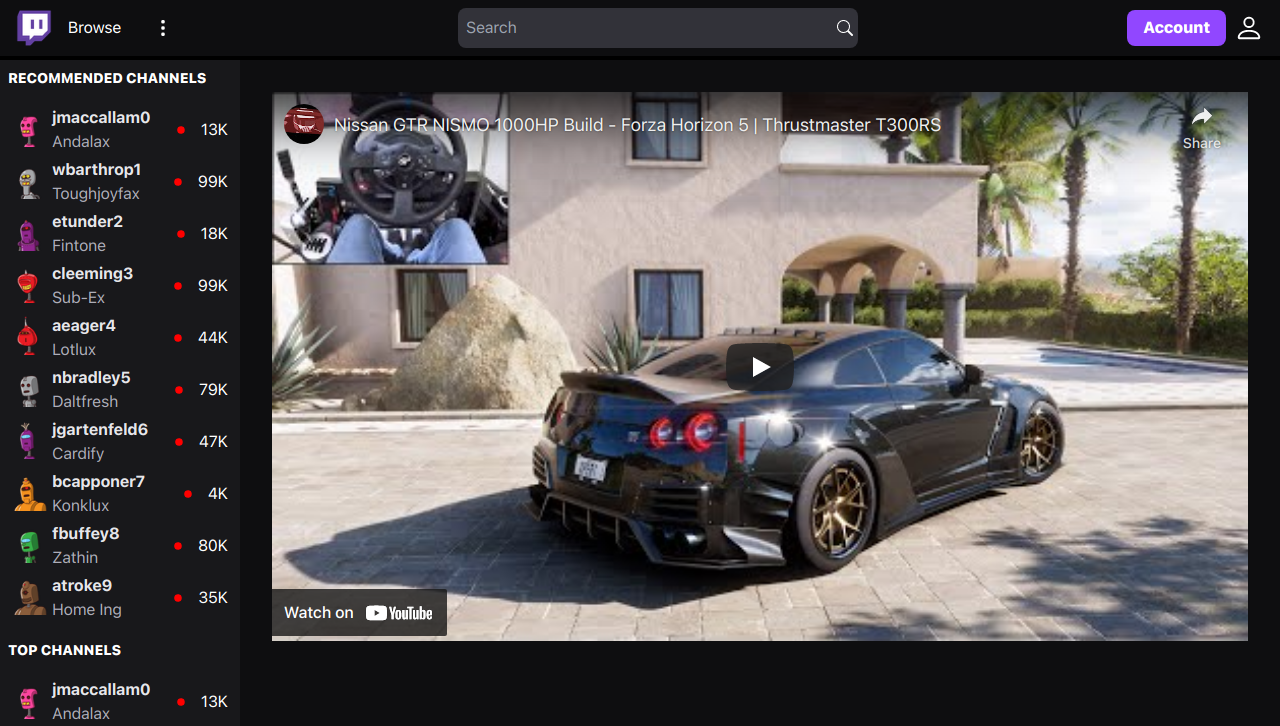 Browse
Search
Account
RECOMMENDED CHANNELS
jmaccallam0
Andalax
13K
wbarthrop1
Toughjoyfax
99K
etunder2
Fintone
18K
cleeming3
Sub-Ex
99K
aeager4
Lotlux
44K
nbradley5
Daltfresh
79K
jgartenfeld6
Cardify
47K
bcapponer7
Konklux
4K
fbuffey8
Zathin
80K
atroke9
Home Ing
35K
TOP CHANNELS
jmaccallam0
Andalax
13K
Nissan GTR NISMO 1000HP Build - Forza Horizon 5 | Thrustmaster T300RS
Share
Watch on YouTube